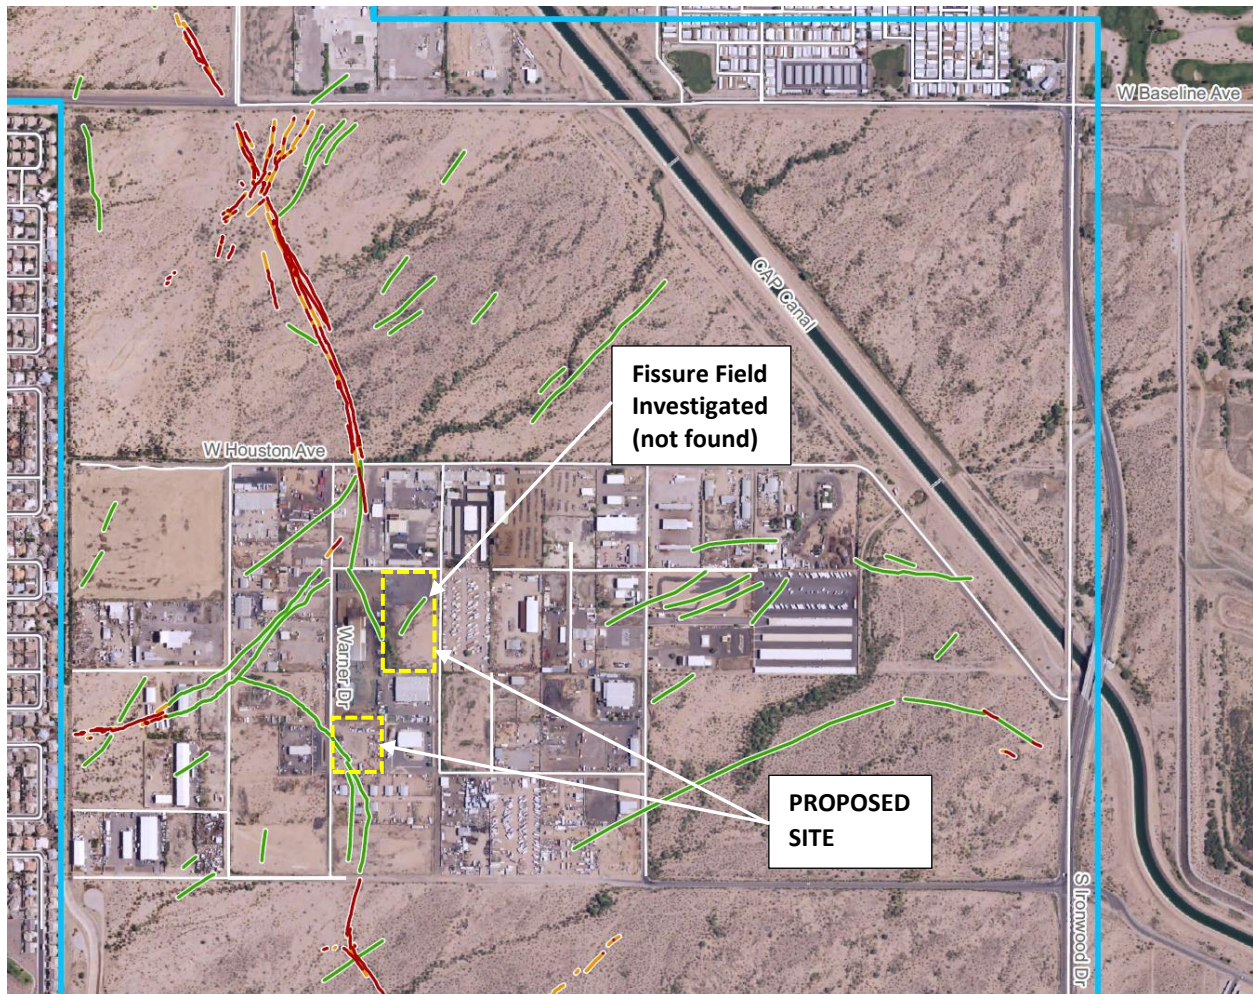 W Baseline Ave
CAP Canal
Fissure Field
Investigated
(not found)
W Houston Ave
Warner Dr
PROPOSED
SITE
S Ironwood Dr